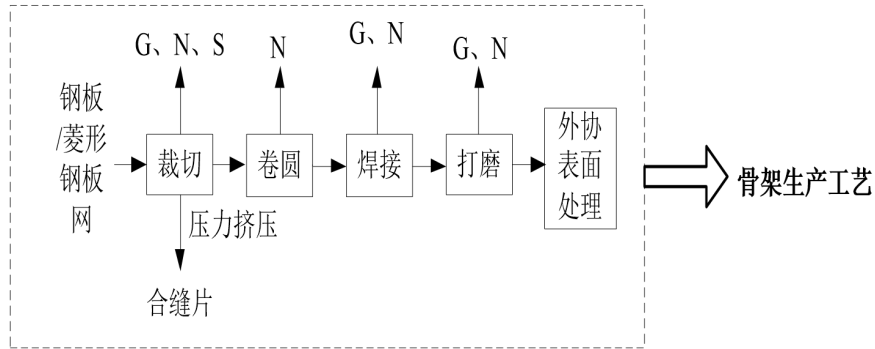 G、N、S
N
G、N
G、N
钢板
/菱形
钢板
网
裁切
卷圆
焊接
打磨
外协
表面
处理
骨架生产工艺
压力挤压
合缝片